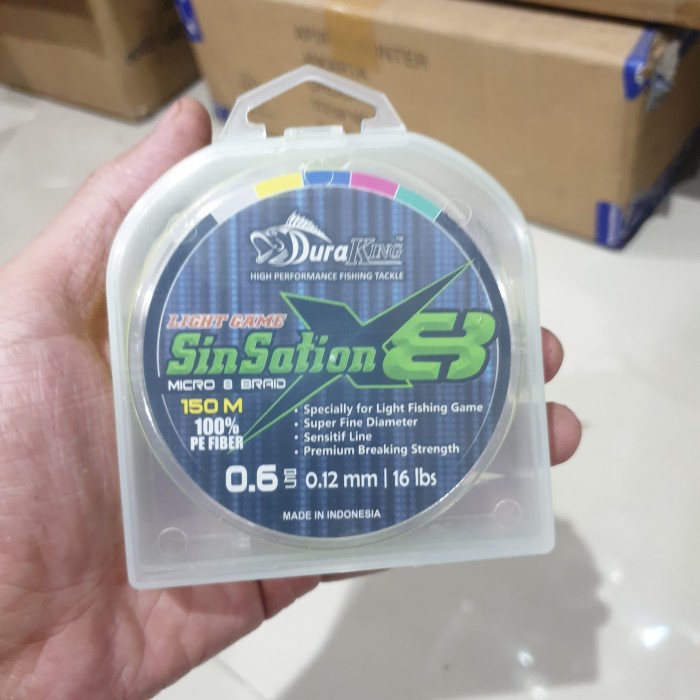 DuraKing™
HIGH PERFORMANCE FISHING TACKLE
LIGHT GAME
SinSation X8
MICRO 8 BRAID
150 M
100%
PE FIBER
• Specially for Light Fishing Game
• Super Fine Diameter
• Sensitif Line
• Premium Breaking Strength
0.6 0.12 mm | 16 lbs
MADE IN INDONESIA